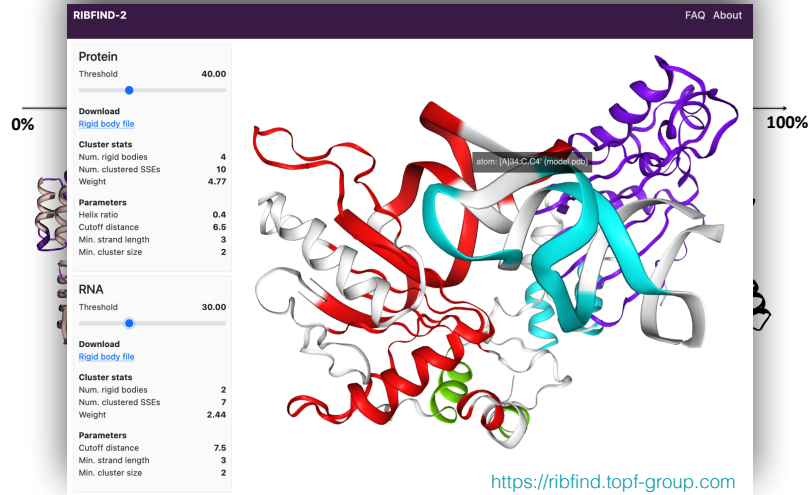 RIBFIND-2
FAQ About
0%
100%
Protein
Threshold 40.00
Download
Rigid body file
Cluster stats
Num. rigid bodies 4
Num. clustered SSEs 10
Weight 4.77
Parameters
Helix ratio 0.4
Cutoff distance 6.5
Min. strand length 3
Min. cluster size 2
RNA
Threshold 30.00
Download
Rigid body file
Cluster stats
Num. rigid bodies 2
Num. clustered SSEs 7
Weight 2.44
Parameters
Cutoff distance 7.5
Min. strand length 3
Min. cluster size 2
atom: [A]34:C.C4' (model.pdb)
https://ribfind.topf-group.com